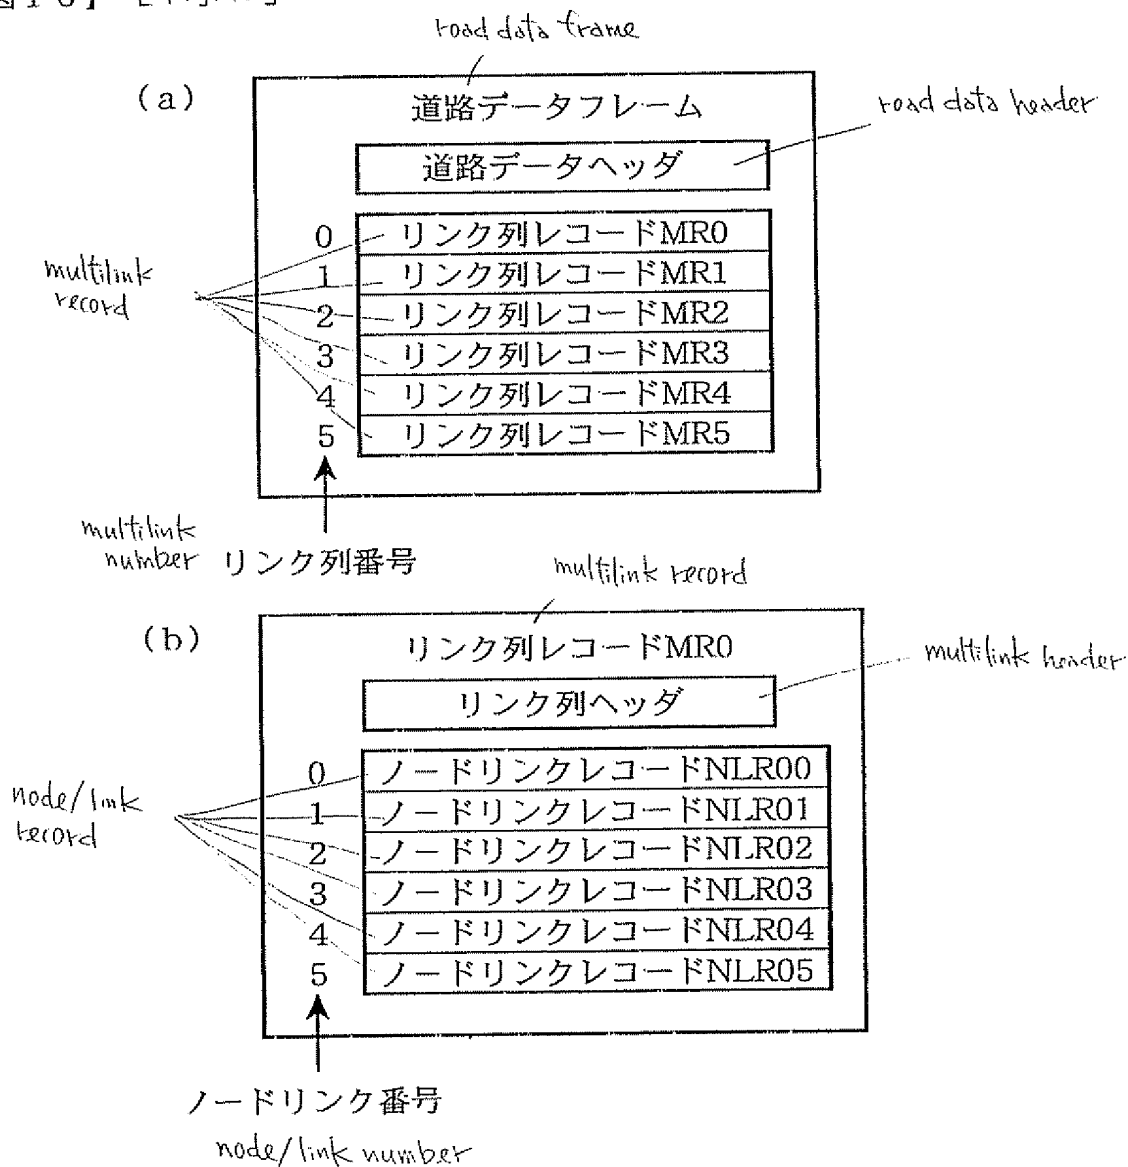 road data frame
(a)
道路データフレーム
road data header
道路データヘッダ
0 リンク列レコードMR0
multilink
record
1 リンク列レコードMR1
2 リンク列レコードMR2
3 リンク列レコードMR3
4 リンク列レコードMR4
5 リンク列レコードMR5
multilink
number
リンク列番号
multilink record
(b)
リンク列レコードMR0
multilink header
リンク列ヘッダ
node/link
record
0 ノードリンクレコードNLR00
1 ノードリンクレコードNLR01
2 ノードリンクレコードNLR02
3 ノードリンクレコードNLR03
4 ノードリンクレコードNLR04
5 ノードリンクレコードNLR05
ノードリンク番号
node/link number